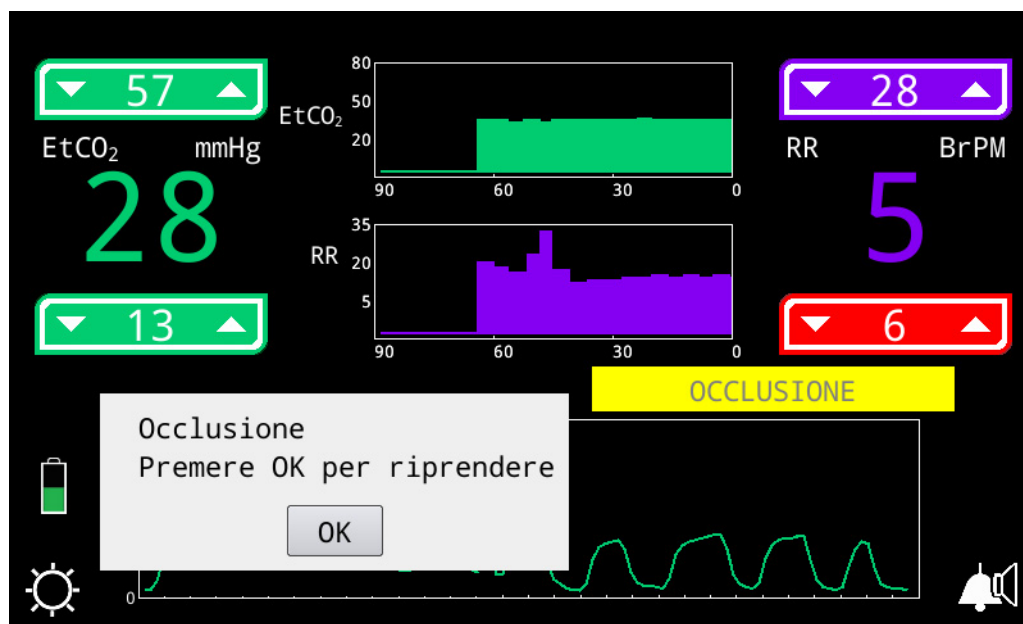 57
EtCO₂ mmHg
28
13
EtCO₂
80
50
20
90 60 30 0
RR
35
20
5
90 60 30 0
28
RR BrPM
5
6
OCCLUSIONE
Occlusione
Premere OK per riprendere
OK
0